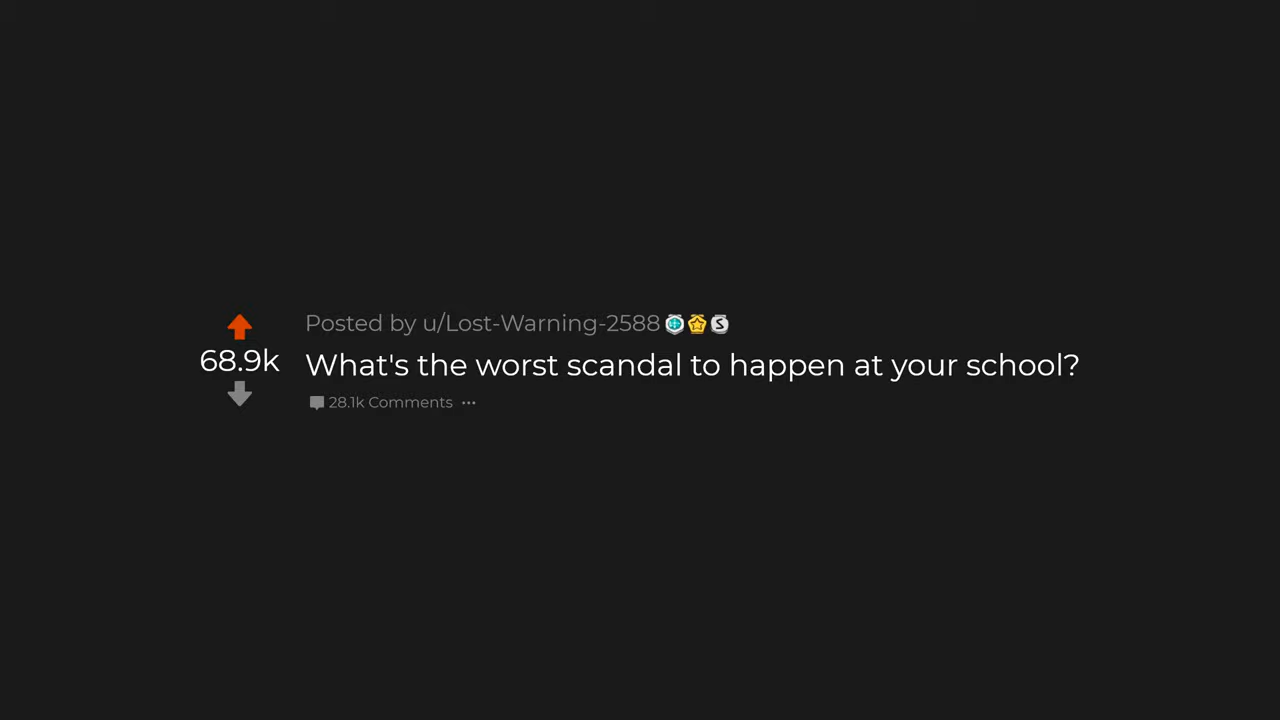 Posted by u/Lost-Warning-2588
68.9k
What's the worst scandal to happen at your school?
28.1k Comments ...